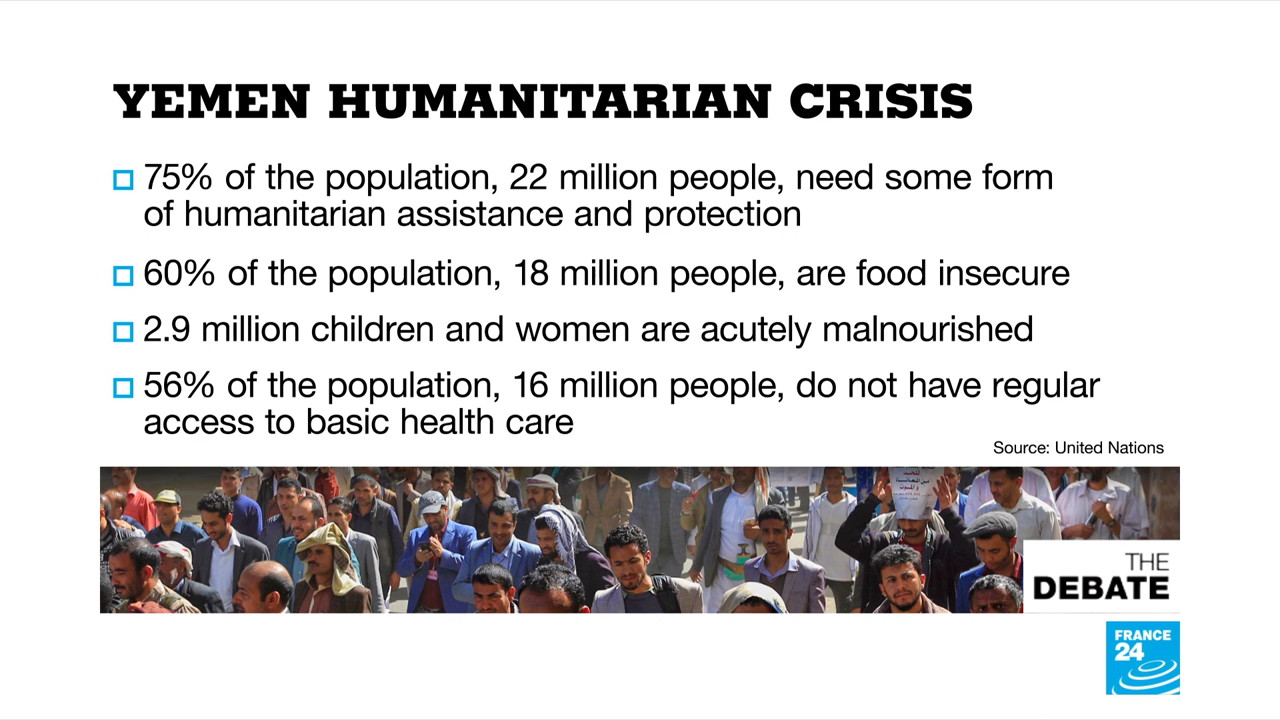 YEMEN HUMANITARIAN CRISIS
75% of the population, 22 million people, need some form
of humanitarian assistance and protection
60% of the population, 18 million people, are food insecure
2.9 million children and women are acutely malnourished
56% of the population, 16 million people, do not have regular
access to basic health care
Source: United Nations
THE
DEBATE
FRANCE
24